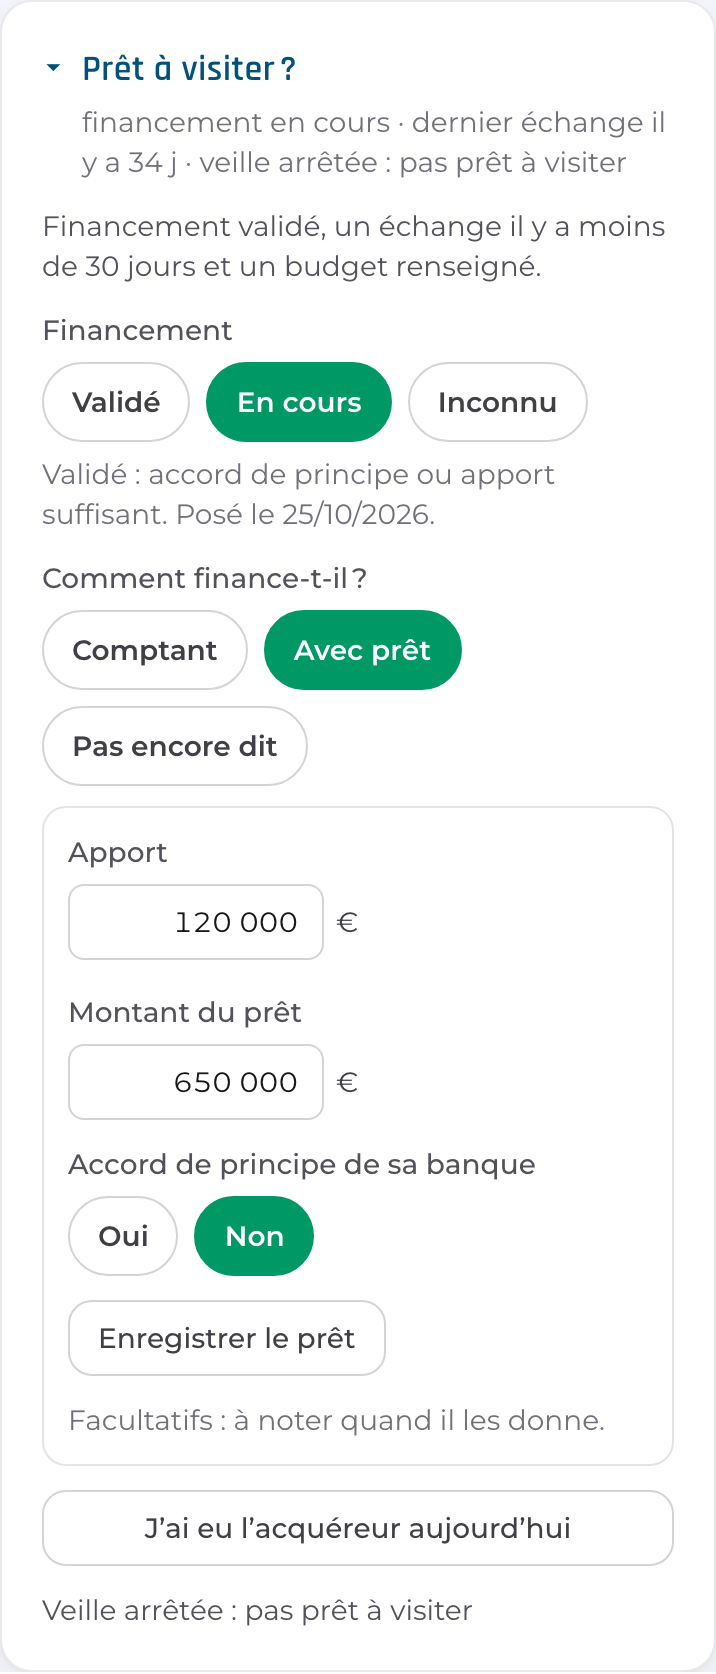 Prêt à visiter ?
financement en cours · dernier échange il
y a 34 j · veille arrêtée : pas prêt à visiter
Financement validé, un échange il y a moins
de 30 jours et un budget renseigné.
Financement
Validé
En cours
Inconnu
Validé : accord de principe ou apport
suffisant. Posé le 25/10/2026.
Comment finance-t-il ?
Comptant
Avec prêt
Pas encore dit
Apport
120 000 €
Montant du prêt
650 000 €
Accord de principe de sa banque
Oui
Non
Enregistrer le prêt
Facultatifs : à noter quand il les donne.
J’ai eu l’acquéreur aujourd’hui
Veille arrêtée : pas prêt à visiter